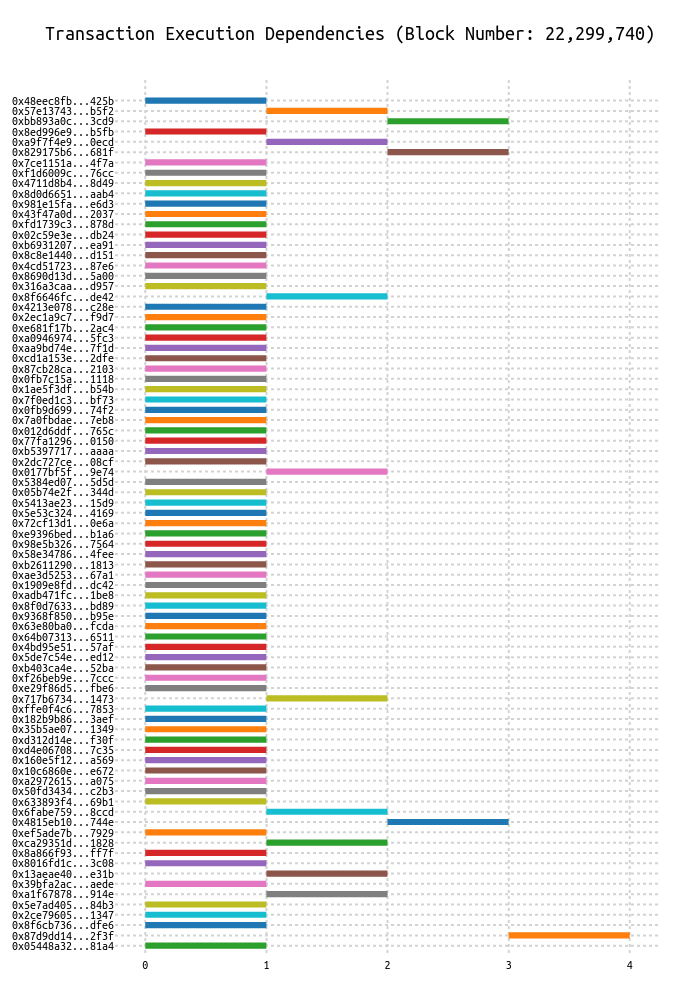 Transaction Execution Dependencies (Block Number: 22,299,740)
0x48eec8fb...425b
0x57e13743...b5f2
0xbb893a0c...3cd9
0x8ed996e9...b5fb
0xa9f7f4e9...0ecd
0x829175b6...681f
0x7ce1151a...4f7a
0xf1d6009c...76cc
0x4711d8b4...8d49
0x8d0d6651...aab4
0x981e15fa...e6d3
0x43f47a0d...2037
0xfd1739c3...878d
0x02c59e3e...db24
0xb6931207...ea91
0x8c8e1440...d151
0x4cd51723...87e6
0x8690d13d...5a00
0x316a3caa...d957
0x8f6646fc...de42
0x4213e078...c28e
0x2ec1a9c7...f9d7
0xe681f17b...2ac4
0xa0946974...5fc3
0xaa9bd74e...7f1d
0xcd1a153e...2dfe
0x87cb28ca...2103
0x0fb7c15a...1118
0x1ae5f3df...b54b
0x7f0ed1c3...bf73
0x0fb9d699...74f2
0x7a0fbdae...7eb8
0x012d6ddf...765c
0x77fa1296...0150
0xb5397717...aaaa
0x2dc727ce...08cf
0x0177bf5f...9e74
0x5384ed07...5d5d
0x05b74e2f...344d
0x5413ae23...15d9
0x5e53c324...4169
0x72cf13d1...0e6a
0xe9396bed...b1a6
0x98e5b326...7564
0x58e34786...4fee
0xb2611290...1813
0xae3d5253...67a1
0x1909e8fd...dc42
0xadb471fc...1be8
0x8f0d7633...bd89
0x9368f850...b95e
0x63e80ba0...fcda
0x64b07313...6511
0x4bd95e51...57af
0x5de7c54e...ed12
0xb403ca4e...52ba
0xf26beb9e...7ccc
0xe29f86d5...fbe6
0x717b6734...1473
0xffe0f4c6...7853
0x182b9b86...3aef
0x35b5ae07...1349
0xd312d14e...f30f
0xd4e06708...7c35
0x160e5f12...a569
0x10c6860e...e672
0xa2972615...a075
0x50fd3434...c2b3
0x633893f4...69b1
0x6fabe759...8ccd
0x4815eb10...744e
0xef5ade7b...7929
0xca29351d...1828
0x8a866f93...ff7f
0x8016fd1c...3c08
0x13aeae40...e31b
0x39bfa2ac...aede
0xa1f67878...914e
0x5e7ad405...84b3
0x2ce79605...1347
0x8f6cb736...dfe6
0x87d9dd14...2f3f
0x05448a32...81a4
0 1 2 3 4